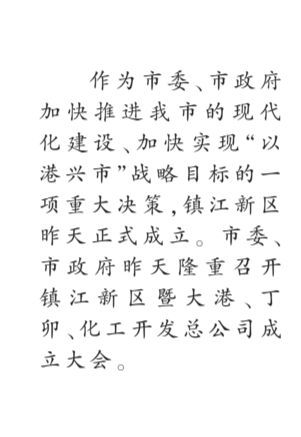 作为市委、市政府
加快推进我市的现代
化建设、加快实现“以
港兴市”战略目标的一
项重大决策，镇江新区
昨天正式成立。市委、
市政府昨天隆重召开
镇江新区暨大港、丁
卯、化工开发总公司成
立大会。